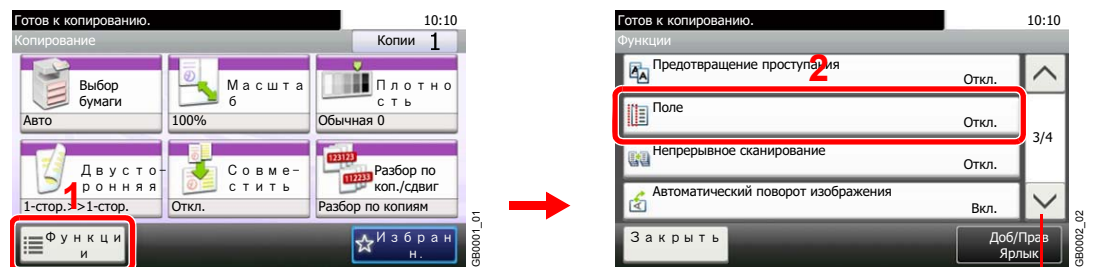 Готов к копированию. 10:10
Копирование Копии 1
Выбор бумаги
Авто
Масштаб
100%
Плотность
Обычная 0
Двусторонняя
1-стор.>>1-стор.
Совме-стить
Откл.
123123
112233
Разбор по коп./сдвиг
Разбор по копиям
1
Функции
Избранн.
GB0001_01
Готов к копированию. 10:10
Функции
Предотвращение проступания
Откл.
2
Поле
Откл.
3/4
Непрерывное сканирование
Откл.
Автоматический поворот изображения
Вкл.
Закрыть
Доб/Прав
Ярлык
GB0002_02